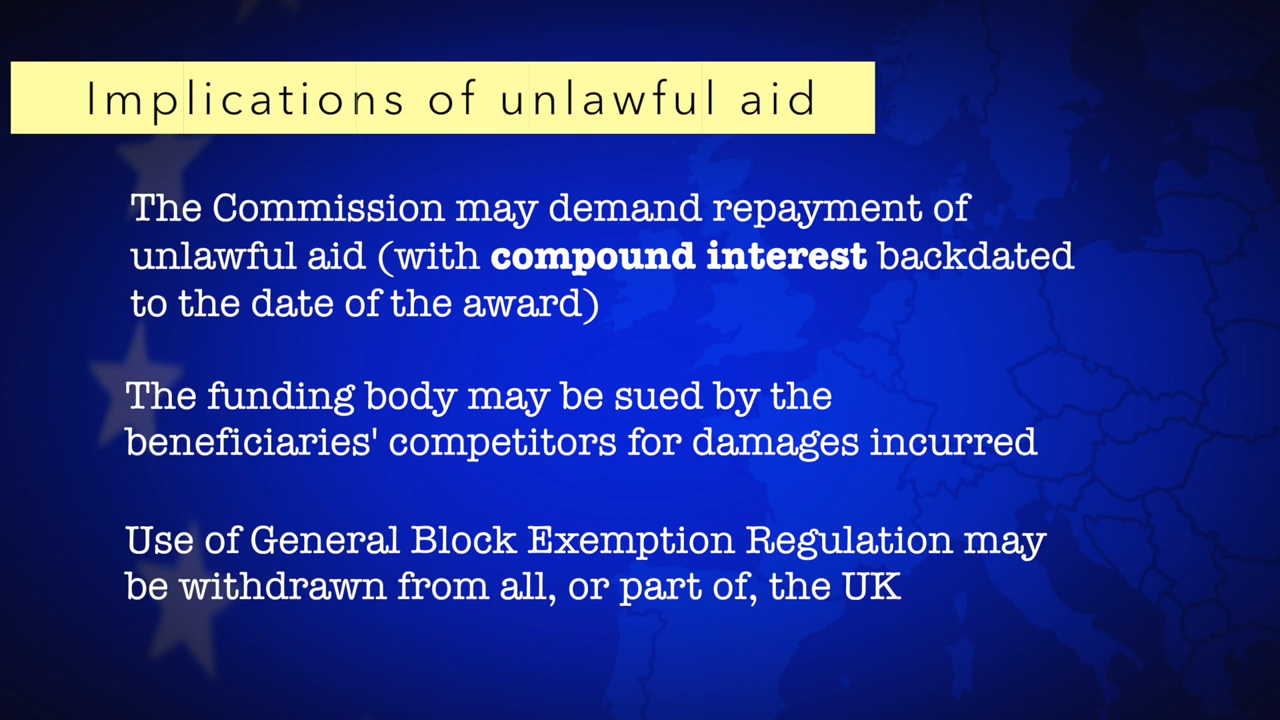 Implications of unlawful aid
The Commission may demand repayment of
unlawful aid (with compound interest backdated
to the date of the award)
The funding body may be sued by the
beneficiaries' competitors for damages incurred
Use of General Block Exemption Regulation may
be withdrawn from all, or part of, the UK